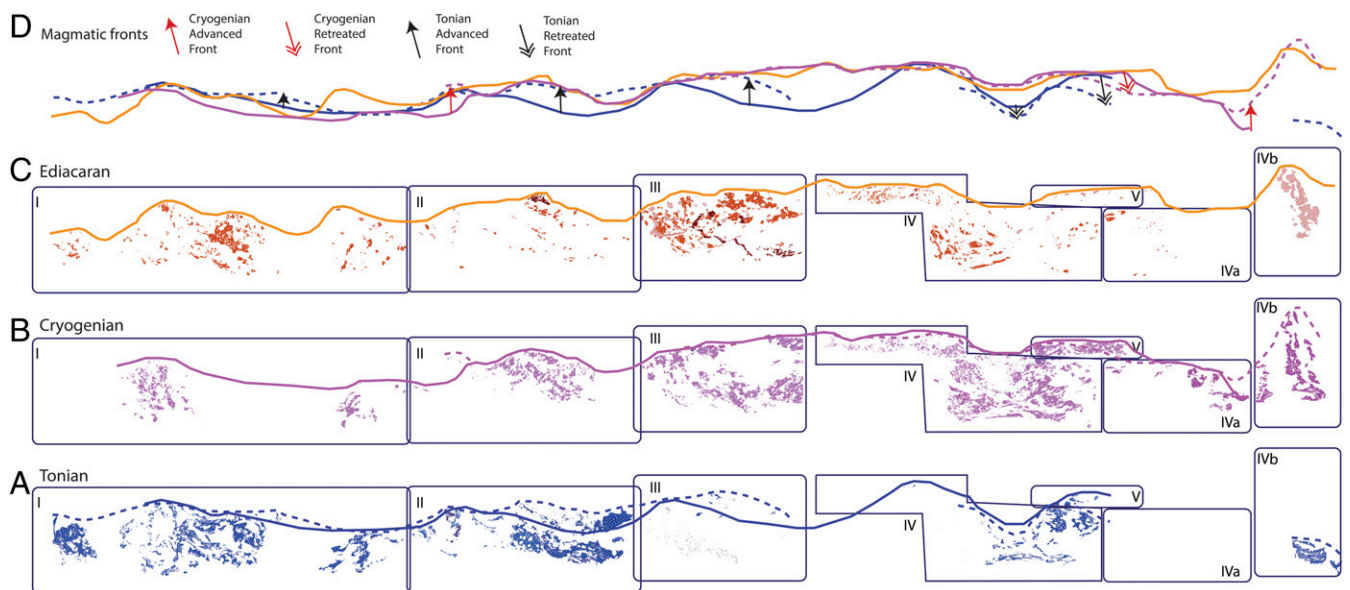 D Magmatic fronts
Cryogenian
Advanced
Front
Cryogenian
Retreated
Front
Tonian
Advanced
Front
Tonian
Retreated
Front
C Ediacaran
I
II
III
IV
V
IVa
IVb
B Cryogenian
I
II
III
IV
V
IVa
IVb
A Tonian
I
II
III
IV
V
IVa
IVb